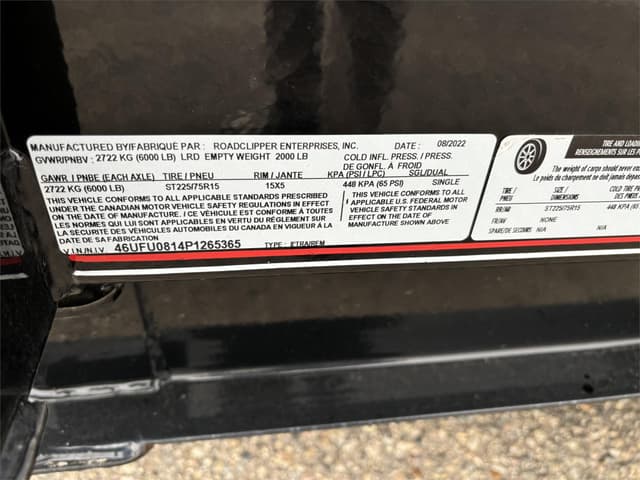 MANUFACTURED BY/FABRIQUÉ PAR : ROADCLIPPER ENTERPRISES, INC. DATE : 08/2022
GVWR/PNBV : 2722 KG (6000 LB) LRD EMPTY WEIGHT 2000 LB COLD INFL. PRESS./ PRESS. DE GONFL. A FROID
GAWR / PNBE (EACH AXLE) TIRE / PNEU RIM / JANTE KPA (PSI/LPC) SGL/DUAL
2722 KG (6000 LB) ST225/75R15 15X5 448 KPA (65 PSI) SINGLE
THIS VEHICLE CONFORMS TO ALL APPLICABLE STANDARDS PRESCRIBED
UNDER THE CANADIAN MOTOR VEHICLE SAFETY REGULATIONS IN EFFECT
ON THE DATE OF MANUFACTURE / CE VÉHICULE EST CONFORME À TOUTES
LES NORMES QUI LUI SONT APPLICABLES EN VERTU DU RÈGLEMENT SUR
LA SÉCURITÉ DES VÉHICULES AUTOMOBILES DU CANADA EN VIGUEUR À LA
DATE DE SA FABRICATION
THIS VEHICLE CONFORMS TO ALL
APPLICABLE U.S. FEDERAL MOTOR
VEHICLE SAFETY STANDARDS IN
EFFECT ON THE DATE OF
MANUFACTURE SHOWN ABOVE
V.I.N./N.I.V. 46UFU0814P1265365 TYPE : TRA/REM
TIRE AND
RENSEIGNEMENTS SUR
The weight of cargo should never
Le poids du chargement ne doit jamais
TIRE / PNEU SIZE / DIMENSIONS COLD TIRE
DES PNEUS
RR/AR ST225/75R15 448 KPA (65
FR/AV NONE
SPARE/DE SECOURS N/A N/A